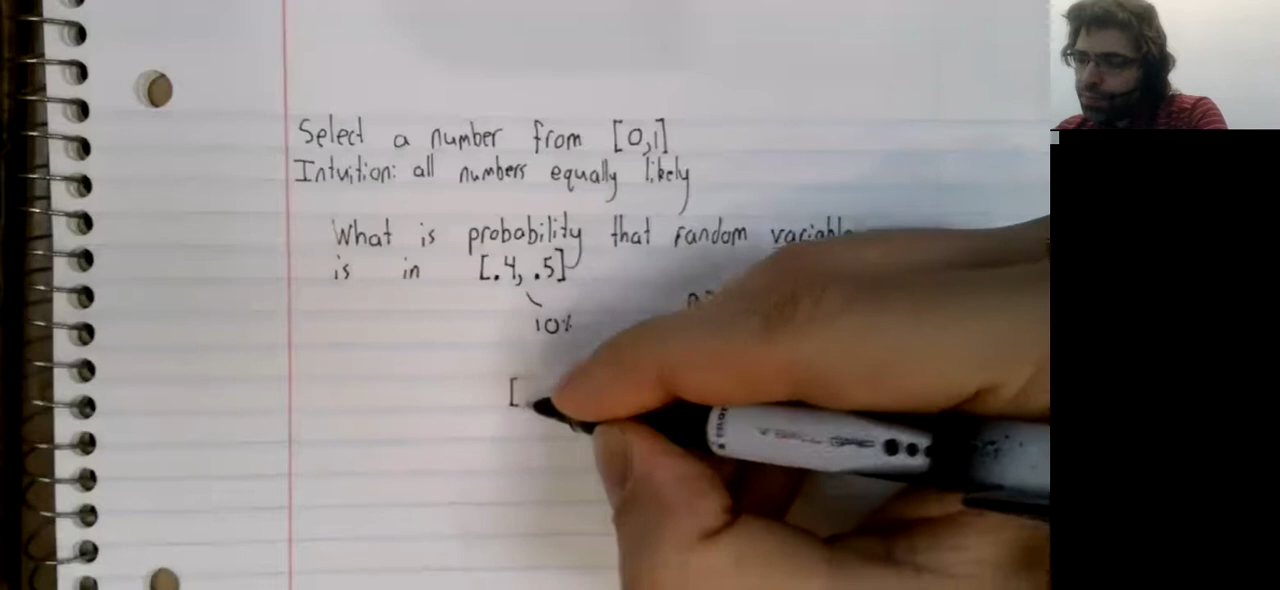 Select a number from [0,1]
Intuition: all numbers equally likely
What is probability that random variable
is in [.4, .5]
10%
[